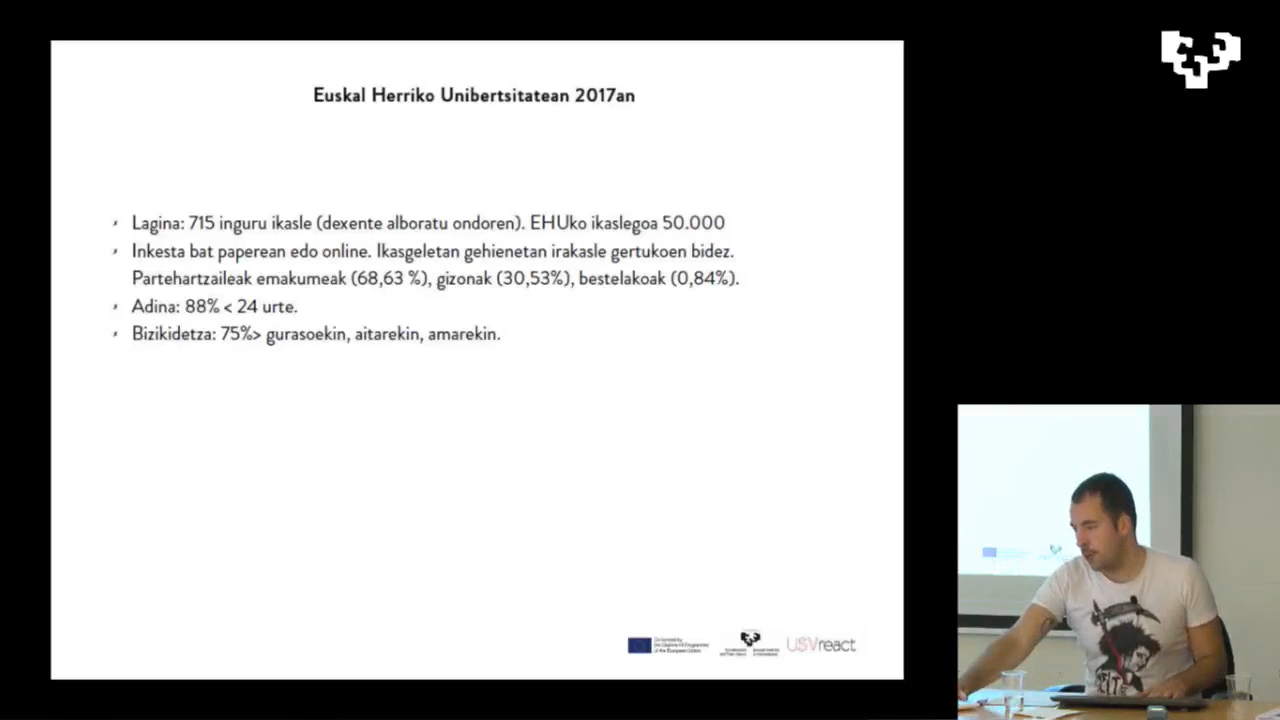 Euskal Herriko Unibertsitatean 2017an
Lagina: 715 inguru ikasle (dexente alboratu ondoren). EHUko ikaslegoa 50.000
Inkesta bat paperean edo online. Ikasgeletan gehienetan irakasle gertukoen bidez.
Partehartzaileak emakumeak (68,63 %), gizonak (30,53%), bestelakoak (0,84%).
Adina: 88% < 24 urte.
Bizikidetza: 75%> gurasoekin, aitarekin, amarekin.
USVreact